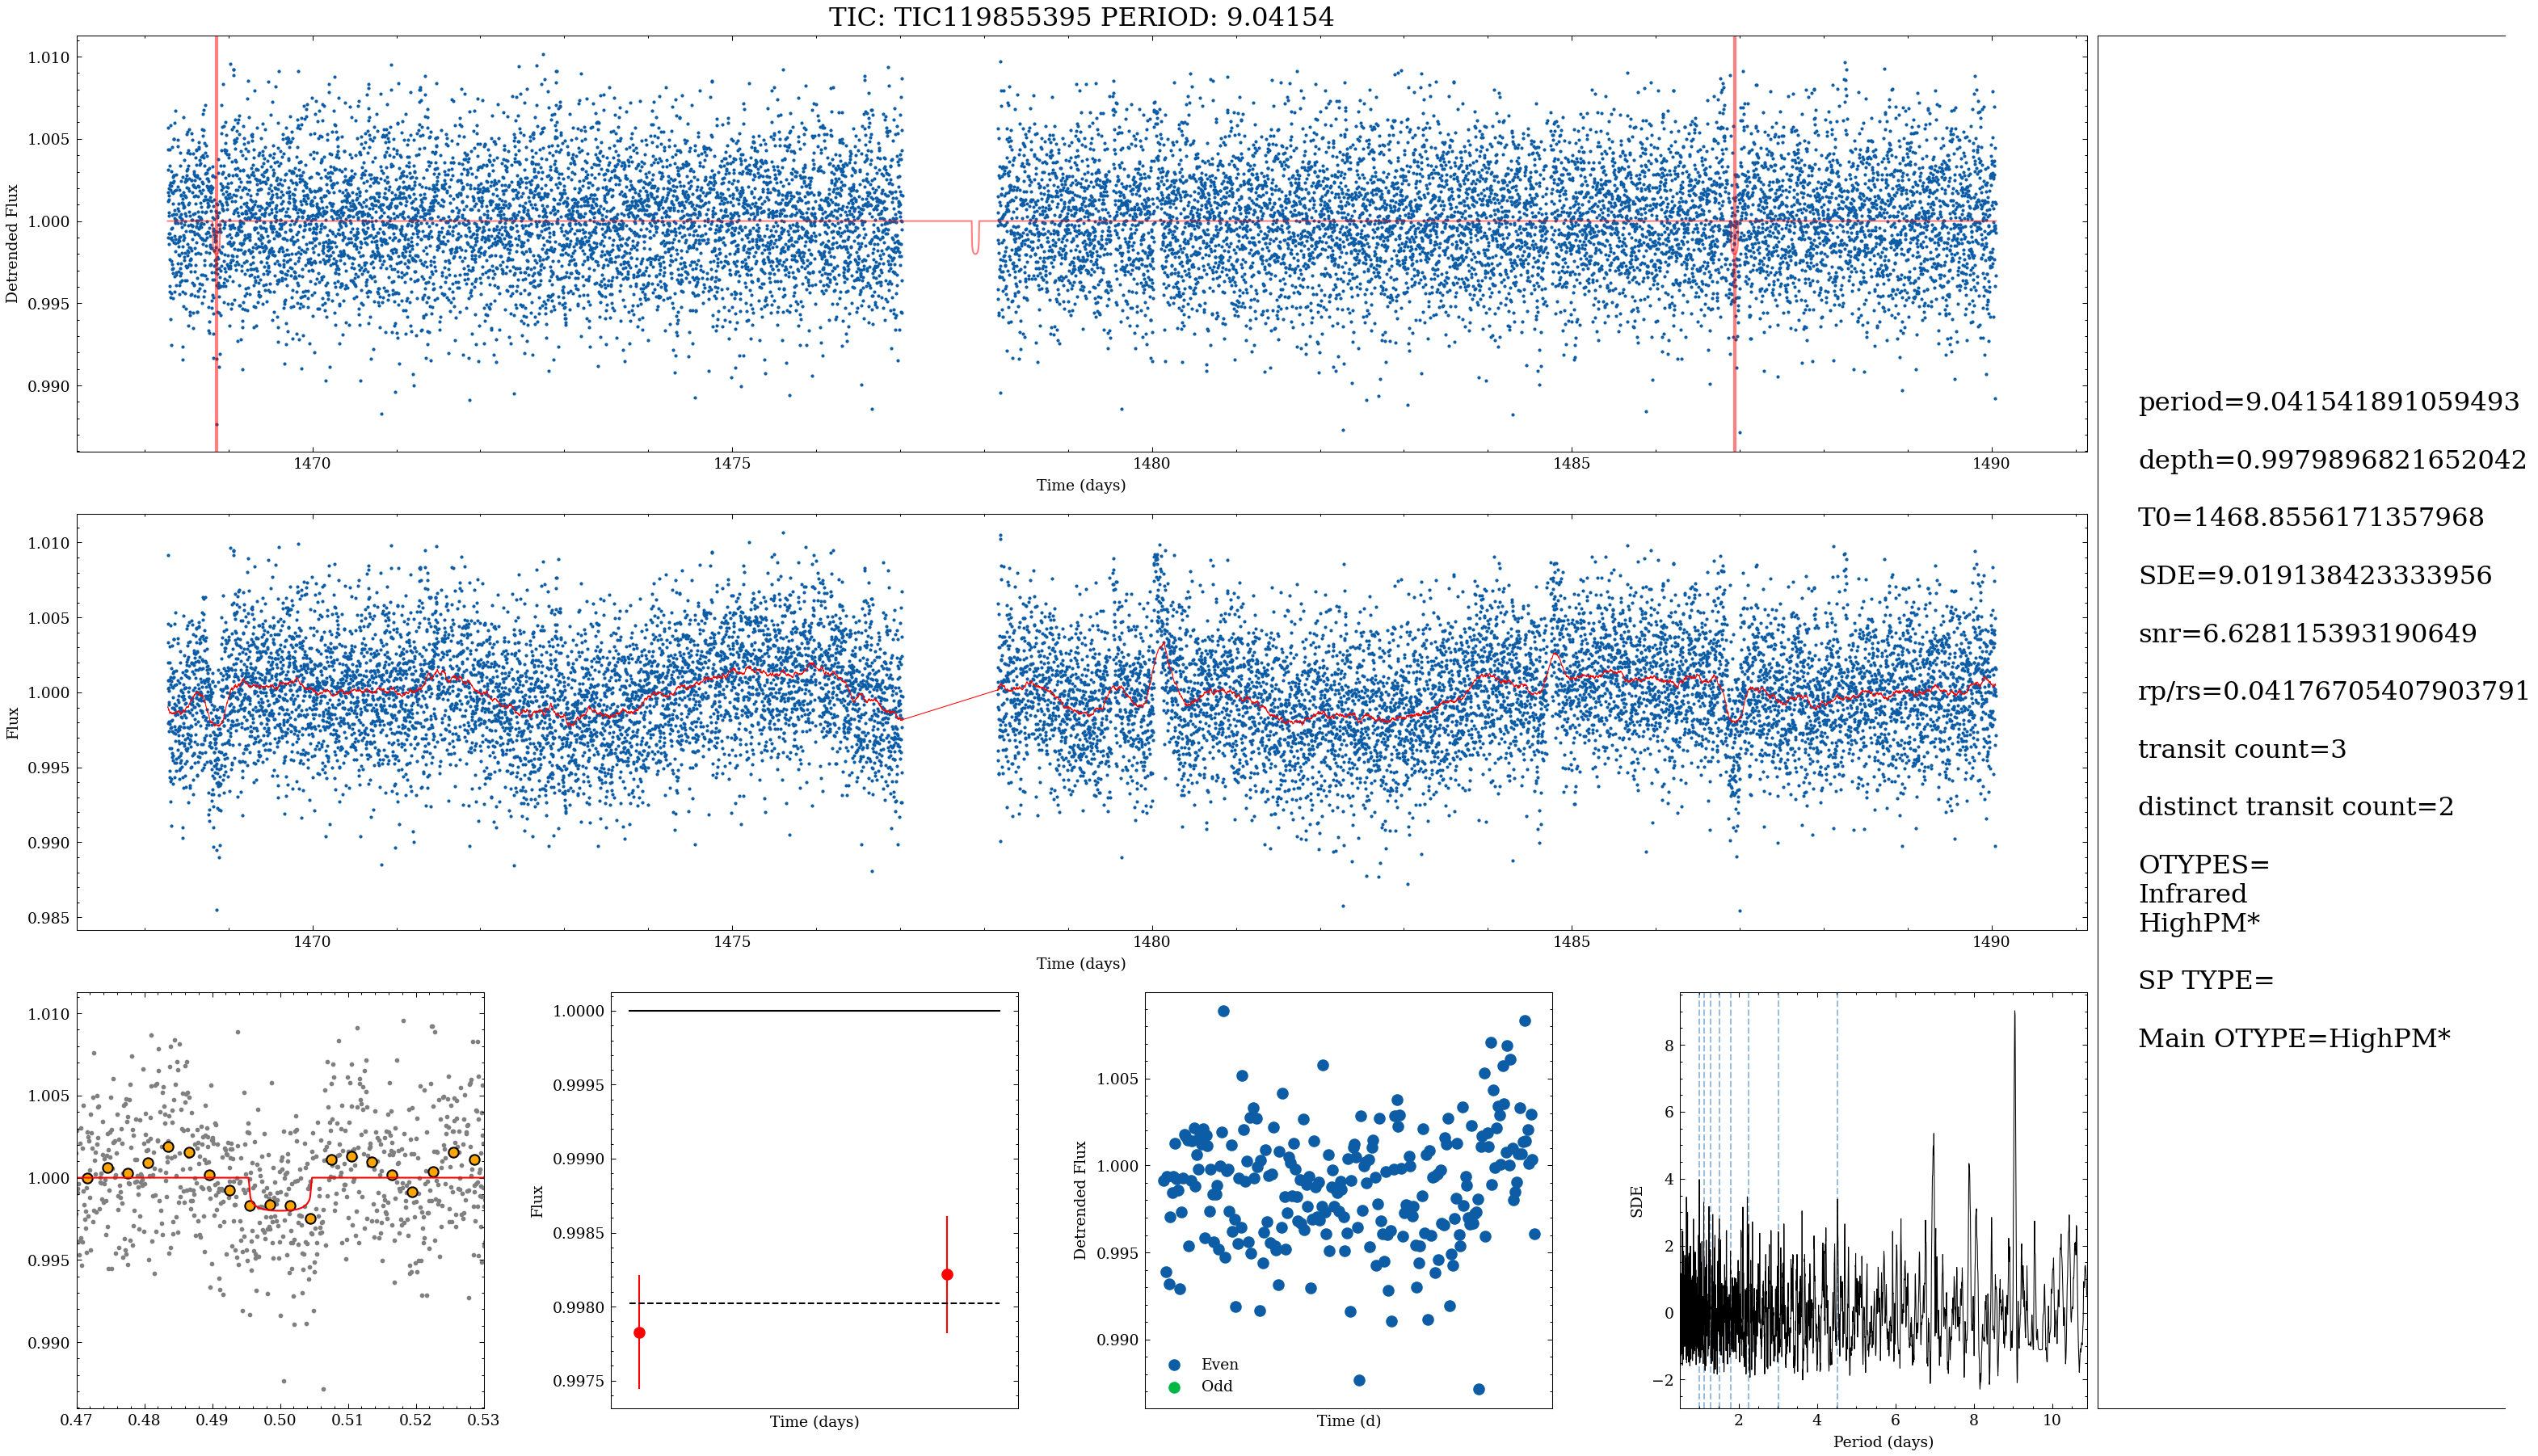 TIC: TIC119855395 PERIOD: 9.04154
1.010
1.005
1.000
0.995
0.990
Detrended Flux
1470
1475
1480
1485
1490
Time (days)
1.010
1.005
1.000
0.995
0.990
0.985
Flux
1470
1475
1480
1485
1490
Time (days)
1.010
1.005
1.000
0.995
0.990
0.47
0.48
0.49
0.50
0.51
0.52
0.53
1.0000
0.9995
0.9990
0.9985
0.9980
0.9975
Flux
Time (days)
1.005
1.000
0.995
0.990
Detrended Flux
Even
Odd
Time (d)
8
6
4
2
0
−2
SDE
2
4
6
8
10
Period (days)
period=9.041541891059493
depth=0.9979896821652042
T0=1468.8556171357968
SDE=9.019138423333956
snr=6.628115393190649
rp/rs=0.04176705407903791
transit count=3
distinct transit count=2
OTYPES=
Infrared
HighPM*
SP TYPE=
Main OTYPE=HighPM*